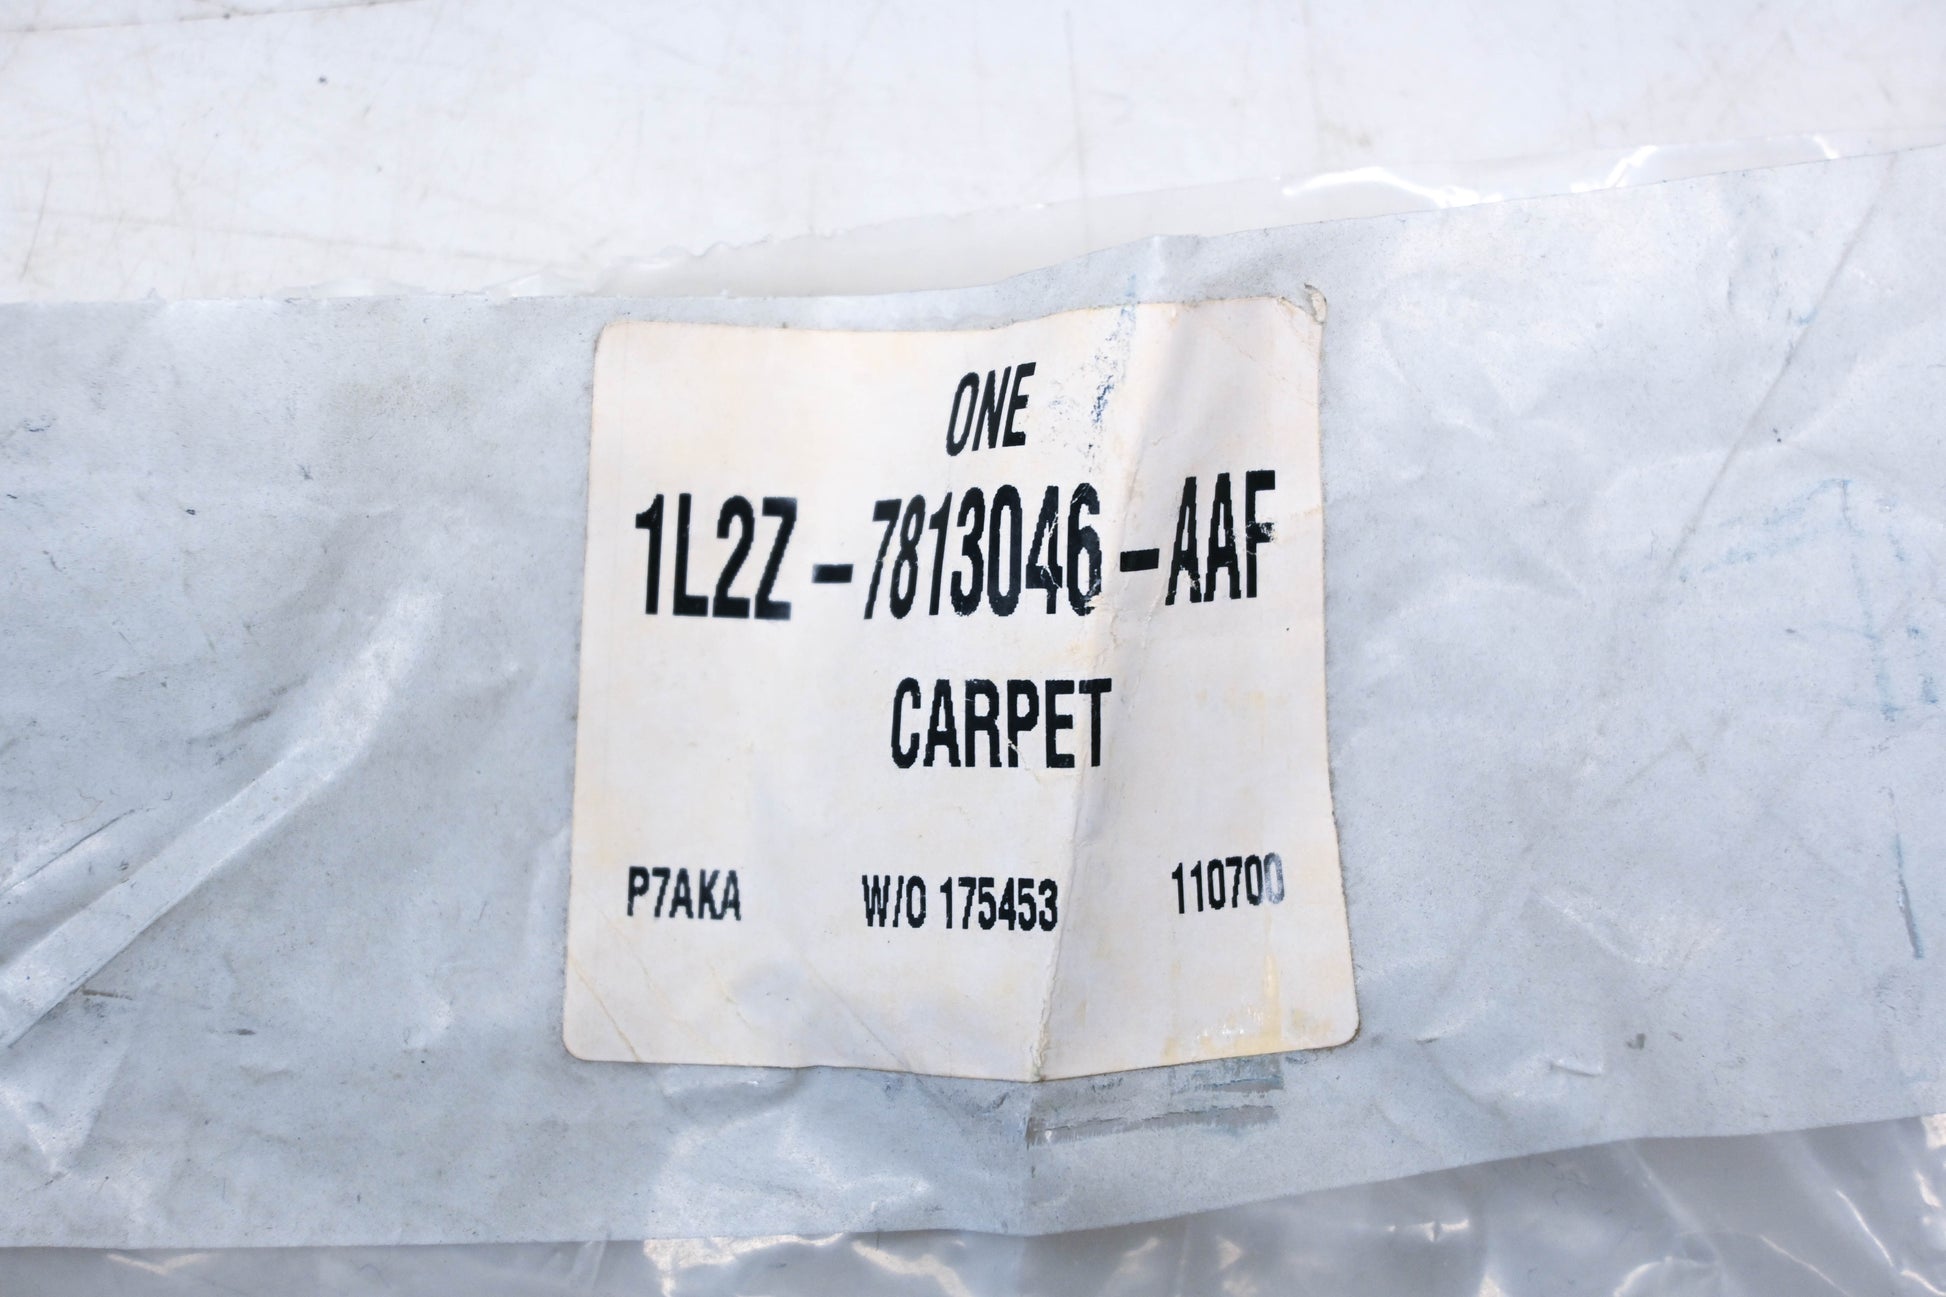 ONE
1L2Z-7813046-AAF
CARPET
P7AKA W/O 175453 110700